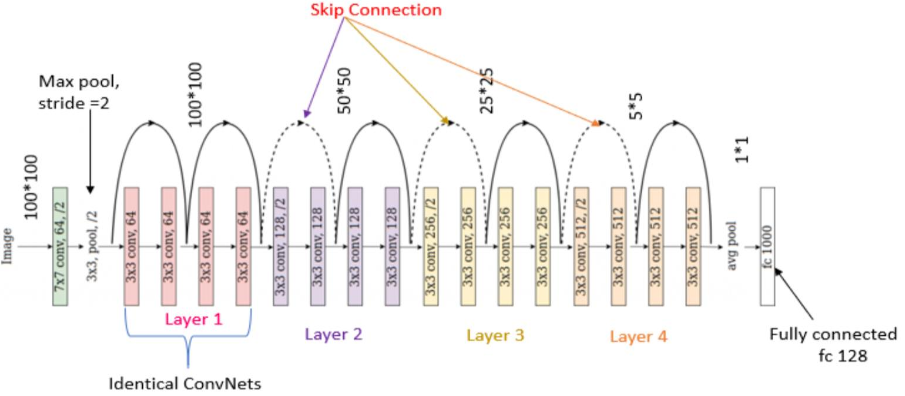 Skip Connection
Max pool,
stride =2
100*100
50*50
25*25
5*5
1*1
100*100
Image
7x7 conv, 64, /2
3x3, pool, /2
3x3 conv, 64
3x3 conv, 64
3x3 conv, 64
3x3 conv, 64
3x3 conv, 128, /2
3x3 conv, 128
3x3 conv, 128
3x3 conv, 128
3x3 conv, 256, /2
3x3 conv, 256
3x3 conv, 256
3x3 conv, 256
3x3 conv, 512, /2
3x3 conv, 512
3x3 conv, 512
3x3 conv, 512
avg pool
fc 1000
Layer 1
Layer 2
Layer 3
Layer 4
Fully connected
fc 128
Identical ConvNets